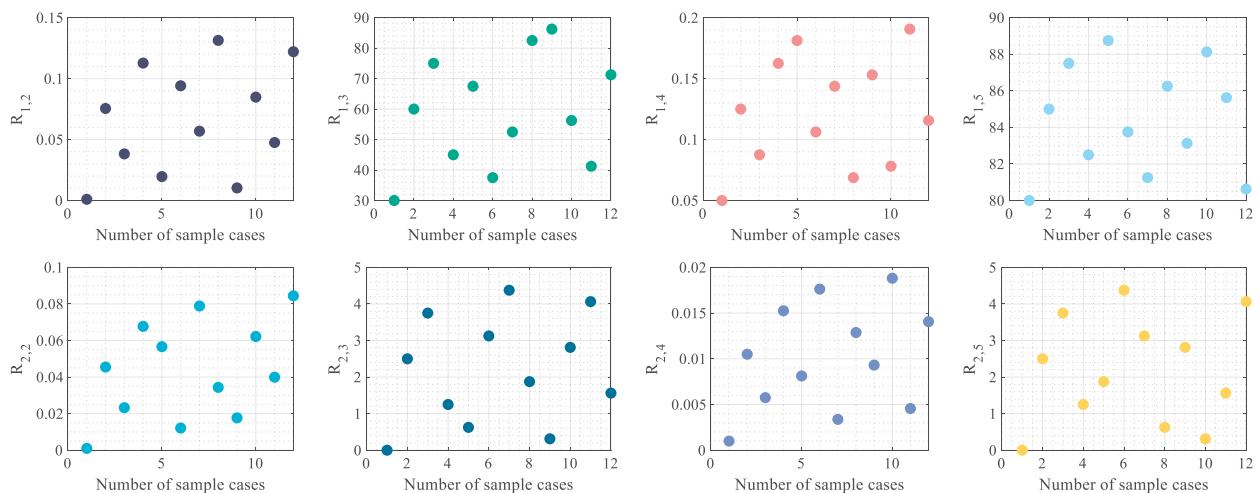 0.15
0.1
0.05
0
R1,2
0 5 10
Number of sample cases
90
80
70
60
50
40
30
R1,3
0 2 4 6 8 10 12
Number of sample cases
0.2
0.15
0.1
0.05
R1,4
0 5 10
Number of sample cases
90
88
86
84
82
80
R1,5
0 2 4 6 8 10 12
Number of sample cases
0.1
0.08
0.06
0.04
0.02
0
R2,2
0 5 10
Number of sample cases
5
4
3
2
1
0
R2,3
0 2 4 6 8 10 12
Number of sample cases
0.02
0.015
0.01
0.005
0
R2,4
0 5 10
Number of sample cases
5
4
3
2
1
0
R2,5
0 2 4 6 8 10 12
Number of sample cases